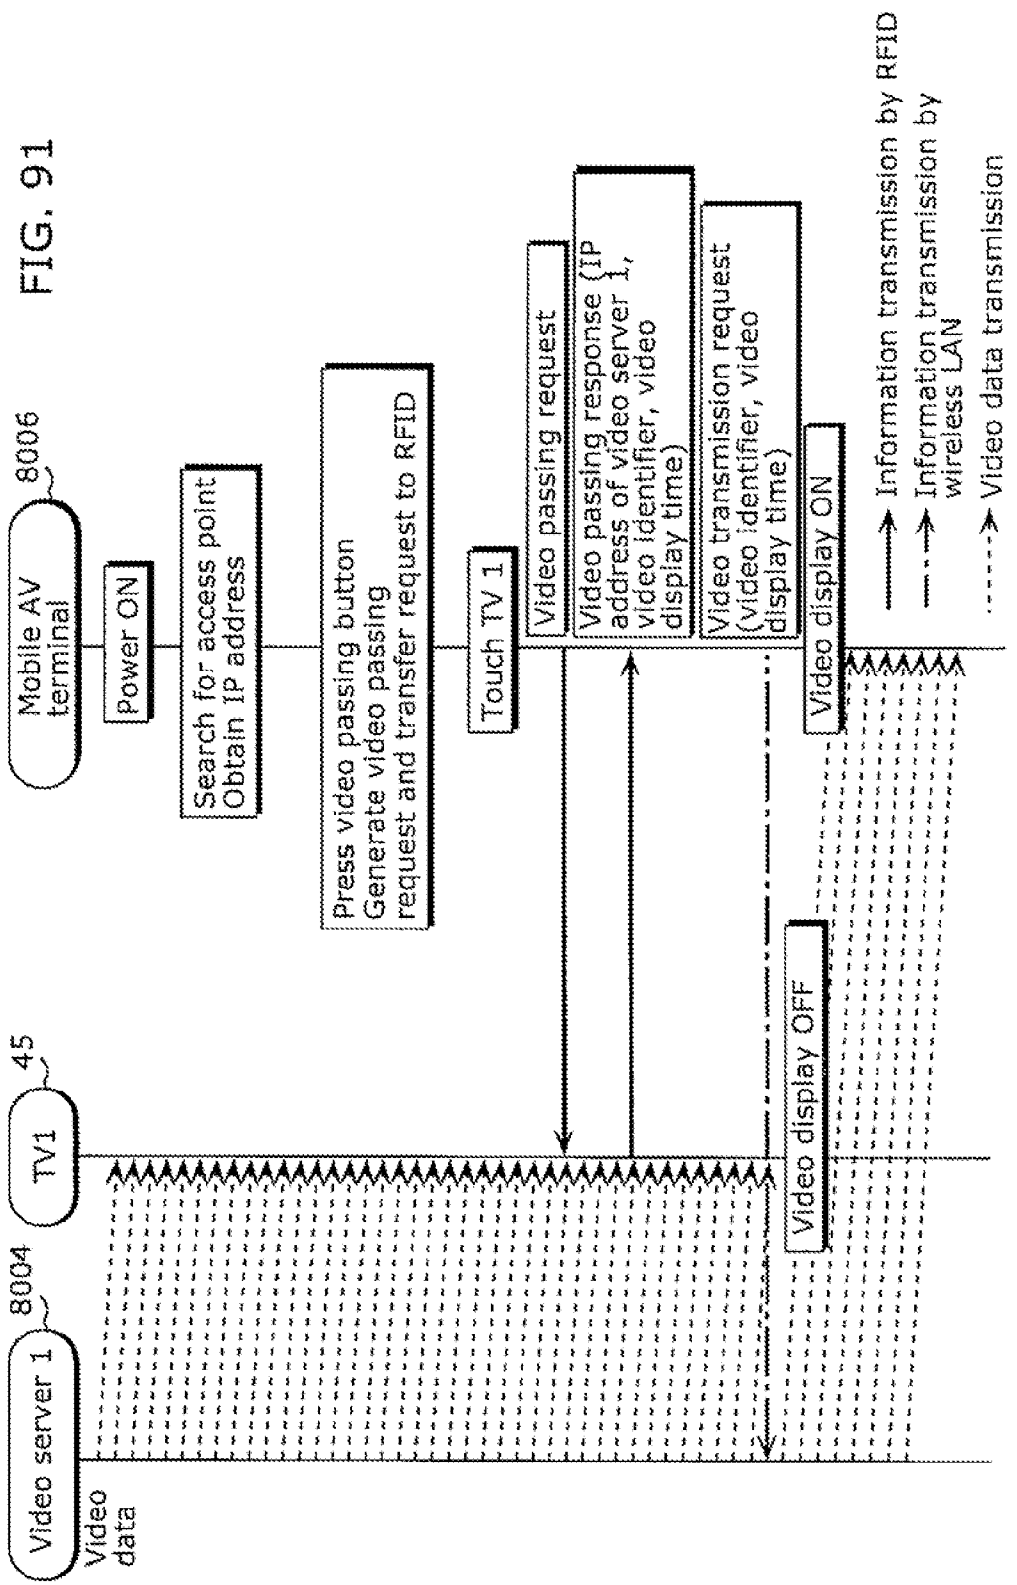 FIG. 91
Video server 1
8004
TV1
45
Mobile AV
terminal
8006
Video
data
Power ON
Search for access point
Obtain IP address
Press video passing button
Generate video passing
request and transfer request to RFID
Touch TV 1
Video passing request
Video passing response (IP
address of video server 1,
video identifier, video
display time)
Video transmission request
(video identifier, video
display time)
Video display OFF
Video display ON
Information transmission by RFID
Information transmission by
wireless LAN
Video data transmission